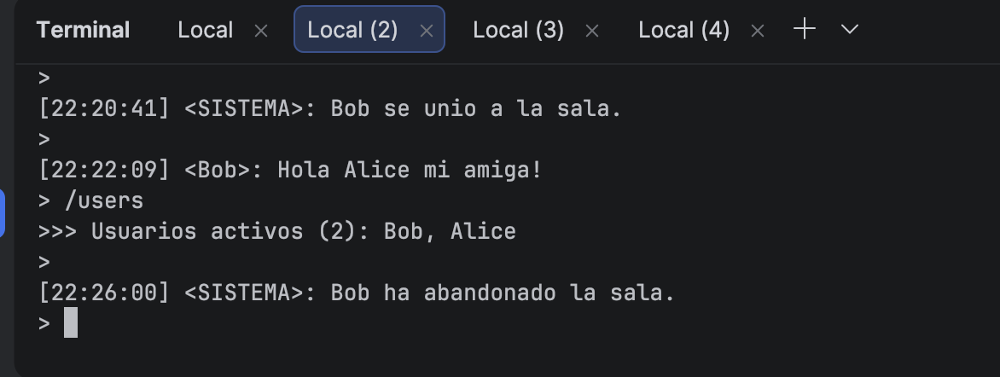 Terminal Local × Local (2) × Local (3) × Local (4) × +
>
[22:20:41] <SISTEMA>: Bob se unio a la sala.
>
[22:22:09] <Bob>: Hola Alice mi amiga!
> /users
>>> Usuarios activos (2): Bob, Alice
>
[22:26:00] <SISTEMA>: Bob ha abandonado la sala.
>